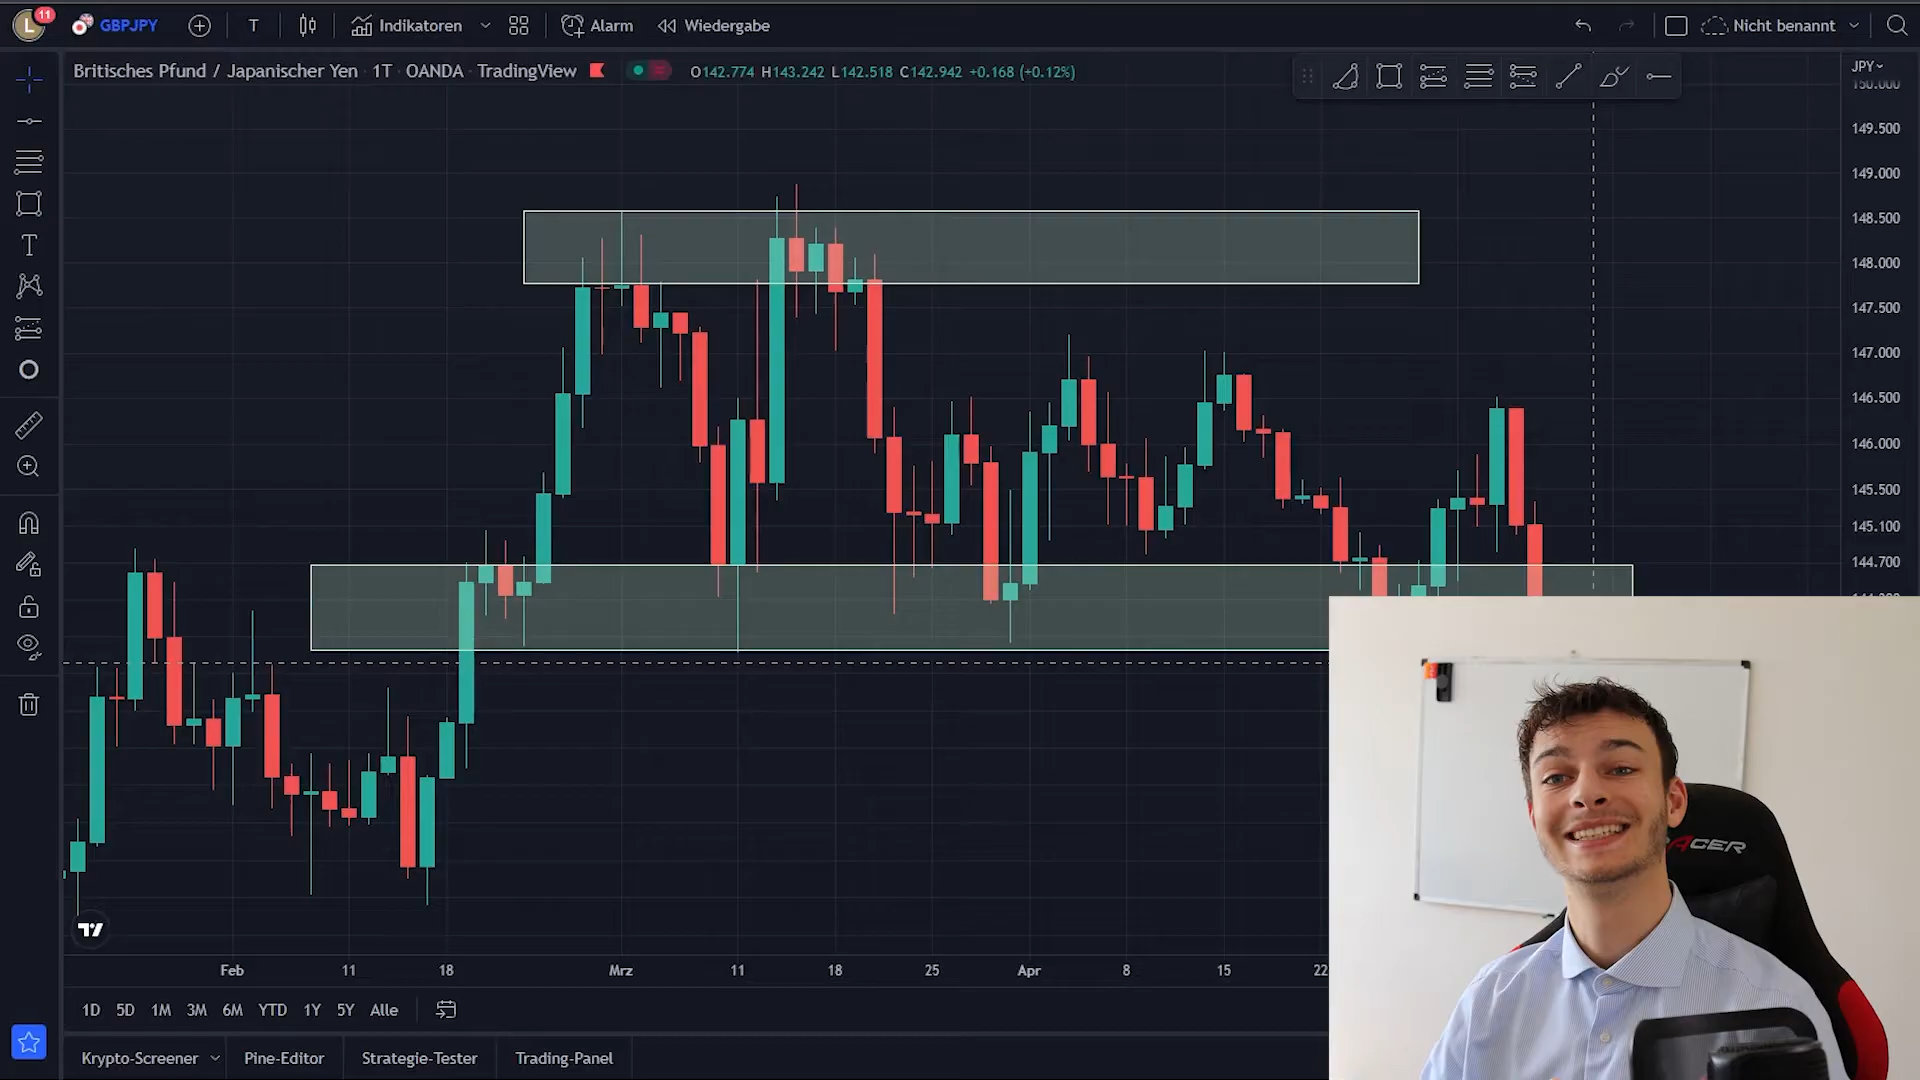 L 11 GBPJPY T Indikatoren Alarm Wiedergabe Nicht benannt
Britisches Pfund / Japanischer Yen · 1T · OANDA · TradingView O142.774 H143.242 L142.518 C142.942 +0.168 (+0.12%)
JPY
150.000
149.500
149.000
148.500
148.000
147.500
147.000
146.500
146.000
145.500
145.100
144.700
ACER
Feb 11 18 Mrz 11 18 25 Apr 8 15 22
1D 5D 1M 3M 6M YTD 1Y 5Y Alle
Krypto-Screener Pine-Editor Strategie-Tester Trading-Panel